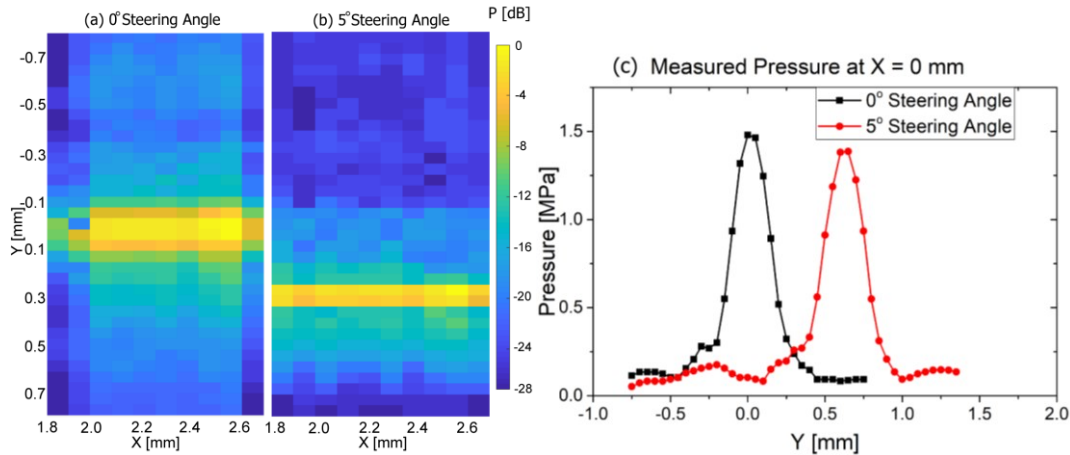 (a) 0° Steering Angle
(b) 5° Steering Angle
P [dB]
-0.7
-0.5
-0.3
-0.1
0.1
0.3
0.5
0.7
Y [mm]
1.8 2.0 2.2 2.4 2.6
X [mm]
1.8 2.0 2.2 2.4 2.6
X [mm]
0
-4
-8
-12
-16
-20
-24
-28
(c) Measured Pressure at X = 0 mm
0° Steering Angle
5° Steering Angle
1.5
1.0
0.5
0.0
Pressure [MPa]
-1.0 -0.5 0.0 0.5 1.0 1.5 2.0
Y [mm]